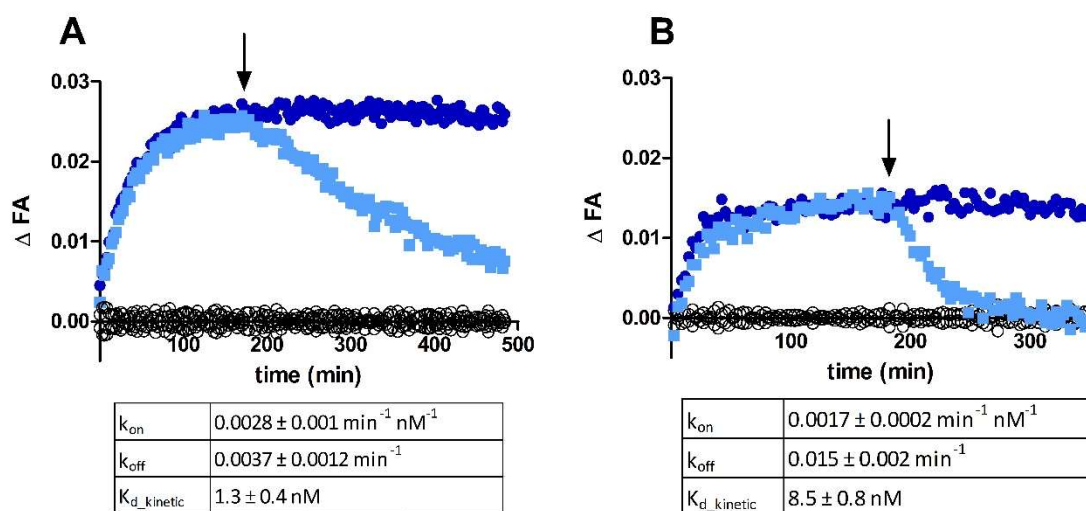 A
0.03
0.02
0.01
0.00
Δ FA
100
200
300
400
500
time (min)
k_on 0.0028 ± 0.001 min⁻¹ nM⁻¹
k_off 0.0037 ± 0.0012 min⁻¹
K_d_kinetic 1.3 ± 0.4 nM
B
0.03
0.02
0.01
0.00
Δ FA
100
200
300
time (min)
k_on 0.0017 ± 0.0002 min⁻¹ nM⁻¹
k_off 0.015 ± 0.002 min⁻¹
K_d_kinetic 8.5 ± 0.8 nM